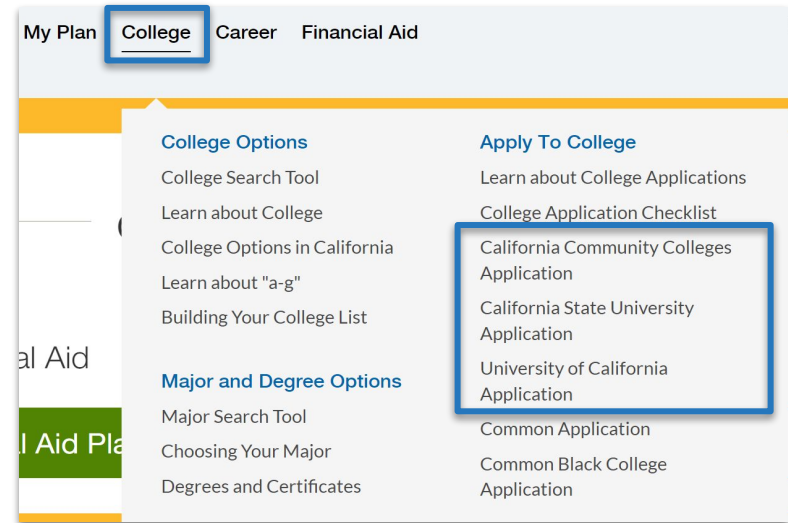 My Plan College Career Financial Aid
College Options
College Search Tool
Learn about College
College Options in California
Learn about "a-g"
Building Your College List
Major and Degree Options
Major Search Tool
Choosing Your Major
Degrees and Certificates
Apply To College
Learn about College Applications
College Application Checklist
California Community Colleges
Application
California State University
Application
University of California
Application
Common Application
Common Black College
Application
al Aid
l Aid Pla